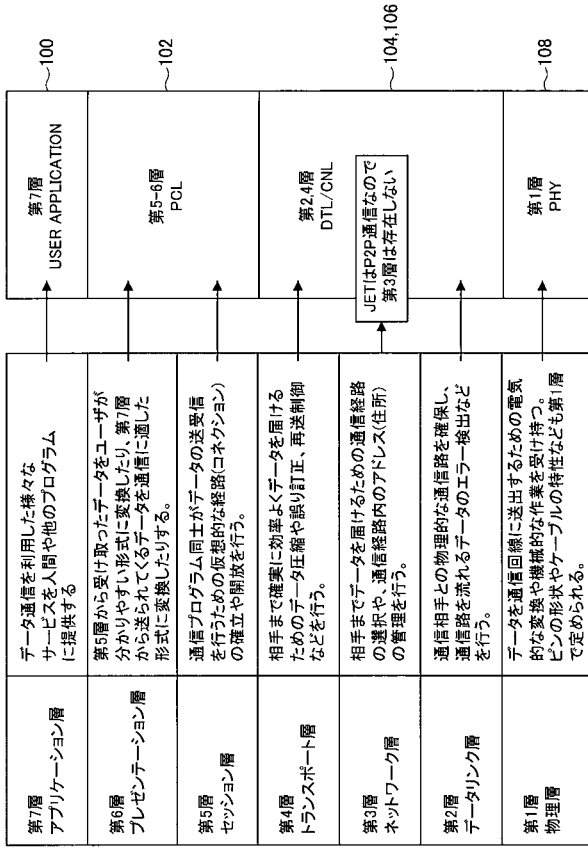 第7層
アプリケーション層
データ通信を利用した様々な
サービスを人間や他のプログラム
に提供する
第7層
USER APPLICATION
100
第6層
プレゼンテーション層
第5層から受け取ったデータをユーザが
分かりやすい形式に変換したり、第7層
から送られてくるデータを通信に適した
形式に変換したりする。
第5-6層
PCL
102
第5層
セッション層
通信プログラム同士がデータの送受信
を行うための仮想的な経路(コネクション)
の確立や開放を行う。
第4層
トランスポート層
相手まで確実に効率よくデータを届ける
ためのデータ圧縮や誤り訂正、再送制御
などを行う。
第2,4層
DTL/CNL
104,106
第3層
ネットワーク層
相手までデータを届けるための通信経路
の選択や、通信経路内のアドレス(住所)
の管理を行う。
JETはP2P通信なので
第3層は存在しない
第2層
データリンク層
通信相手との物理的な通信路を確保し、
通信路を流れるデータのエラー検出など
を行う。
第1層
物理層
データを通信回線に送出するための電気
的な変換や機械的な作業を受け持つ。
ピンの形状やケーブルの特性なども第1層
で定められる。
第1層
PHY
108